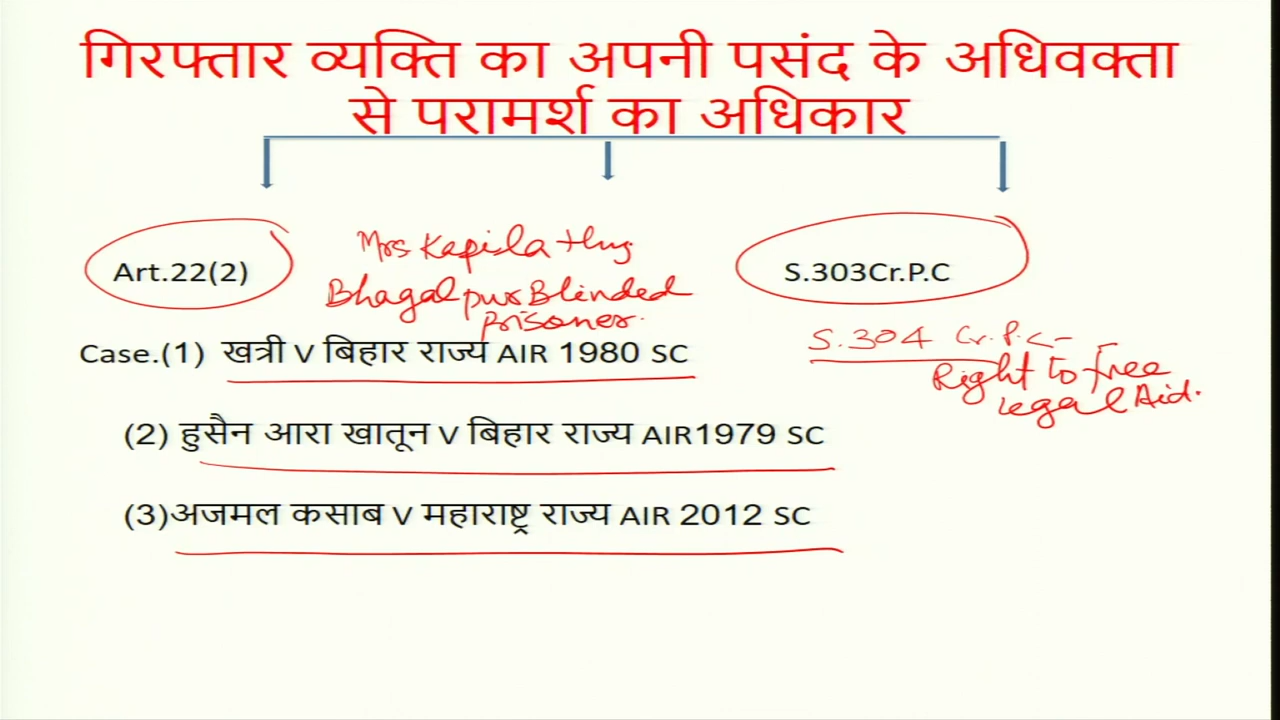 गिरफ्तार व्यक्ति का अपनी पसंद के अधिवक्ता
से परामर्श का अधिकार
Art.22(2)
Mrs Kapila
Bhagalpur Blinded
prisoner.
S.303Cr.P.C
S.304 Cr.P.C-
Right to free
legal Aid.
Case.(1) खत्री V बिहार राज्य AIR 1980 SC
(2) हुसैन आरा खातून V बिहार राज्य AIR1979 SC
(3)अजमल कसाब V महाराष्ट्र राज्य AIR 2012 SC